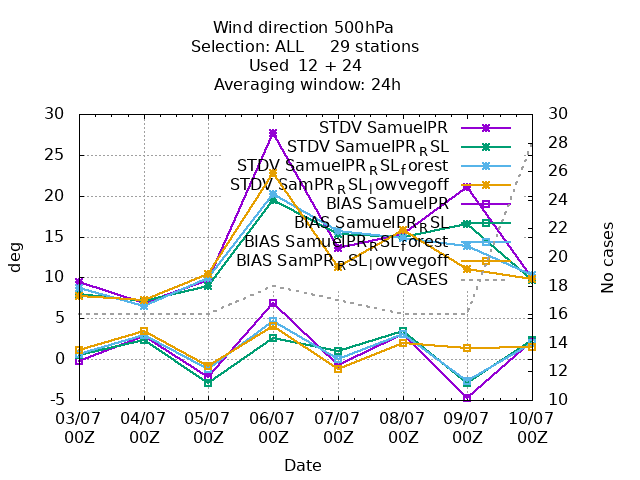 Wind direction 500hPa
Selection: ALL 29 stations
Used 12 + 24
Averaging window: 24h
30 30
25
20
15
10
5
0
-5
28
26
24
22
20
18
16
14
12
10
deg
No cases
STDV SamuelPR
STDV SamuelPR_RSL
STDV SamuelPR_RSL_forest
STDV SamPR_RSL_lowvegoff
BIAS SamuelPR
BIAS SamuelPR_RSL
BIAS SamuelPR_RSL_forest
BIAS SamPR_RSL_lowvegoff
CASES
03/07 04/07 05/07 06/07 07/07 08/07 09/07 10/07
00Z 00Z 00Z 00Z 00Z 00Z 00Z 00Z
Date